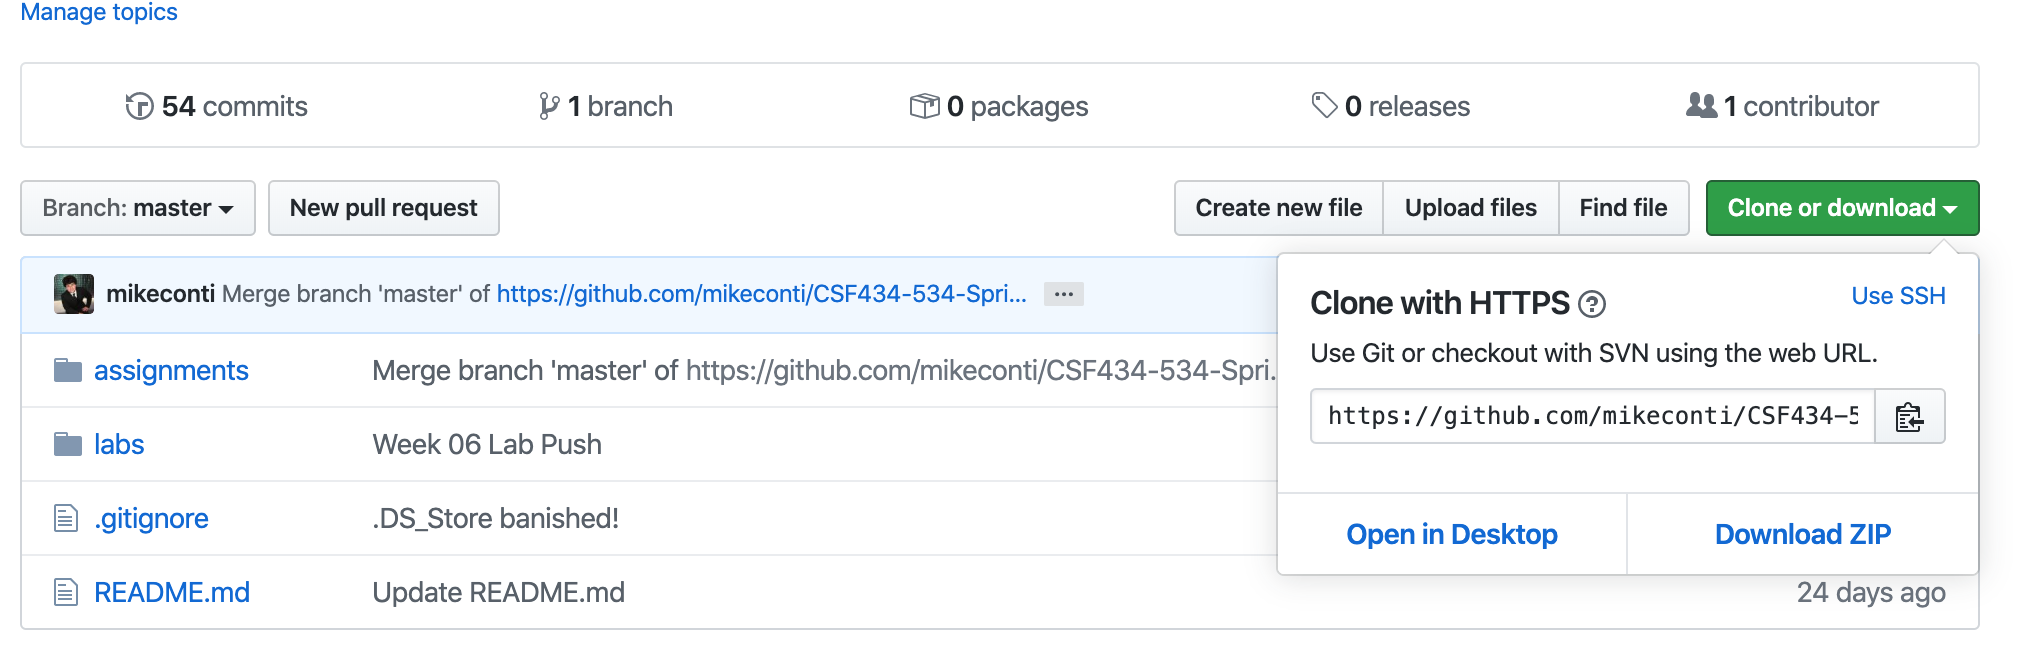 Manage topics
54 commits
1 branch
0 packages
0 releases
1 contributor
Branch: master
New pull request
Create new file
Upload files
Find file
Clone or download
mikeconti Merge branch 'master' of https://github.com/mikeconti/CSF434-534-Spri... ...
Clone with HTTPS ?
Use SSH
Use Git or checkout with SVN using the web URL.
https://github.com/mikeconti/CSF434-5
Open in Desktop
Download ZIP
assignments
Merge branch 'master' of https://github.com/mikeconti/CSF434-534-Spri.
labs
Week 06 Lab Push
.gitignore
.DS_Store banished!
README.md
Update README.md
24 days ago